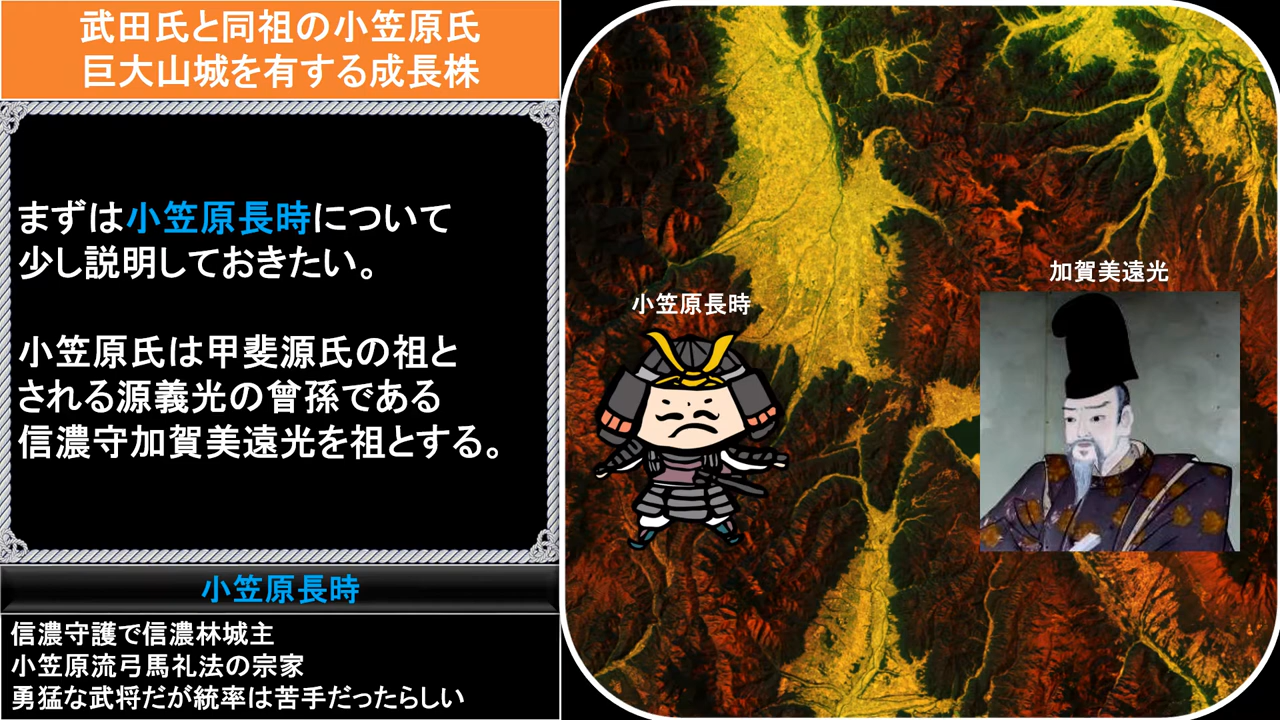 武田氏と同祖の小笠原氏
巨大山城を有する成長株
まずは小笠原長時について
少し説明しておきたい。
小笠原氏は甲斐源氏の祖と
される源義光の曾孫である
信濃守加賀美遠光を祖とする。
小笠原長時
信濃守護で信濃林城主
小笠原流弓馬礼法の宗家
勇猛な武将だが統率は苦手だったらしい
小笠原長時
加賀美遠光